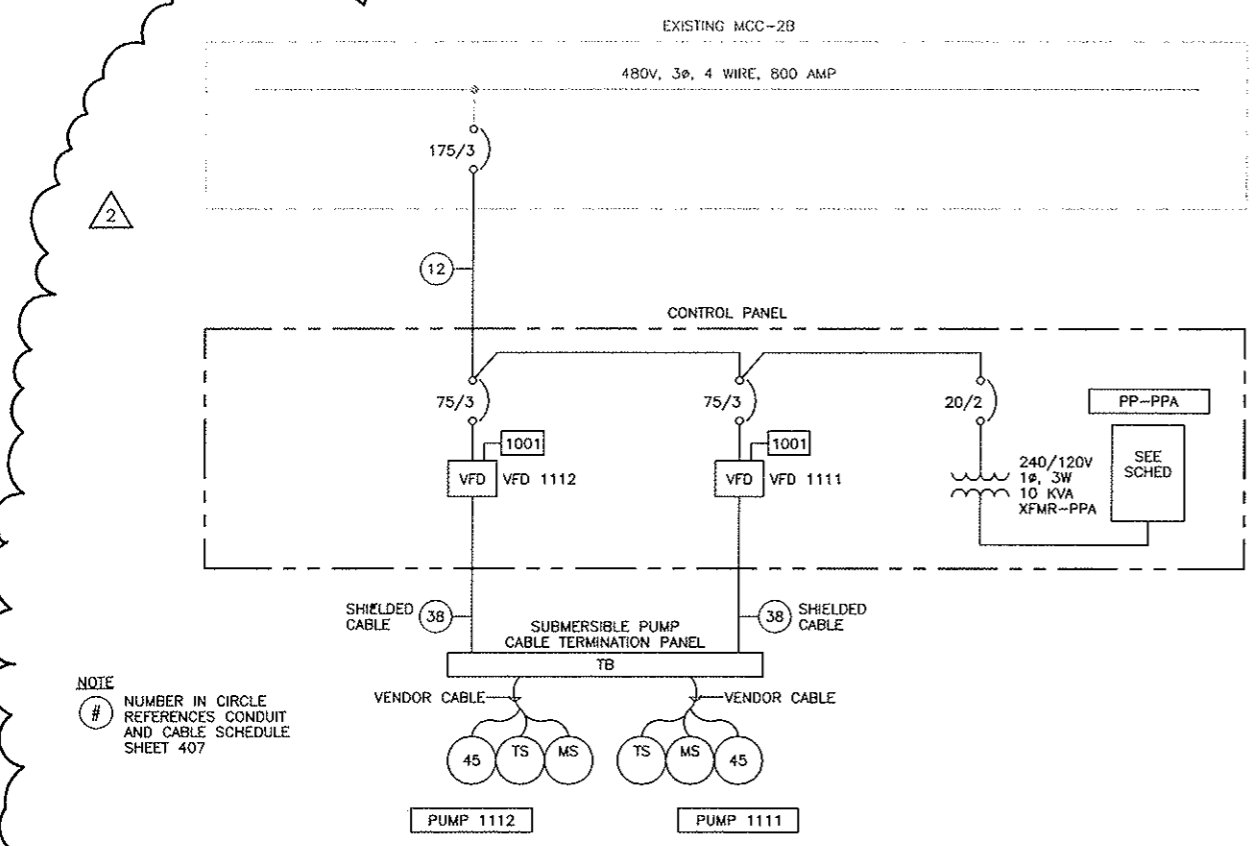 EXISTING MCC-2B
480V, 3ø, 4 WIRE, 800 AMP
175/3
2
12
CONTROL PANEL
75/3
75/3
20/2
PP-PPA
1001
1001
VFD
VFD 1112
VFD
VFD 1111
240/120V
1ø, 3W
10 KVA
XFMR-PPA
SEE
SCHED
SHIELDED
CABLE
38
SUBMERSIBLE PUMP
CABLE TERMINATION PANEL
38
SHIELDED
CABLE
TB
NOTE
#
NUMBER IN CIRCLE
REFERENCES CONDUIT
AND CABLE SCHEDULE
SHEET 407
VENDOR CABLE
VENDOR CABLE
45
TS
MS
TS
MS
45
PUMP 1112
PUMP 1111